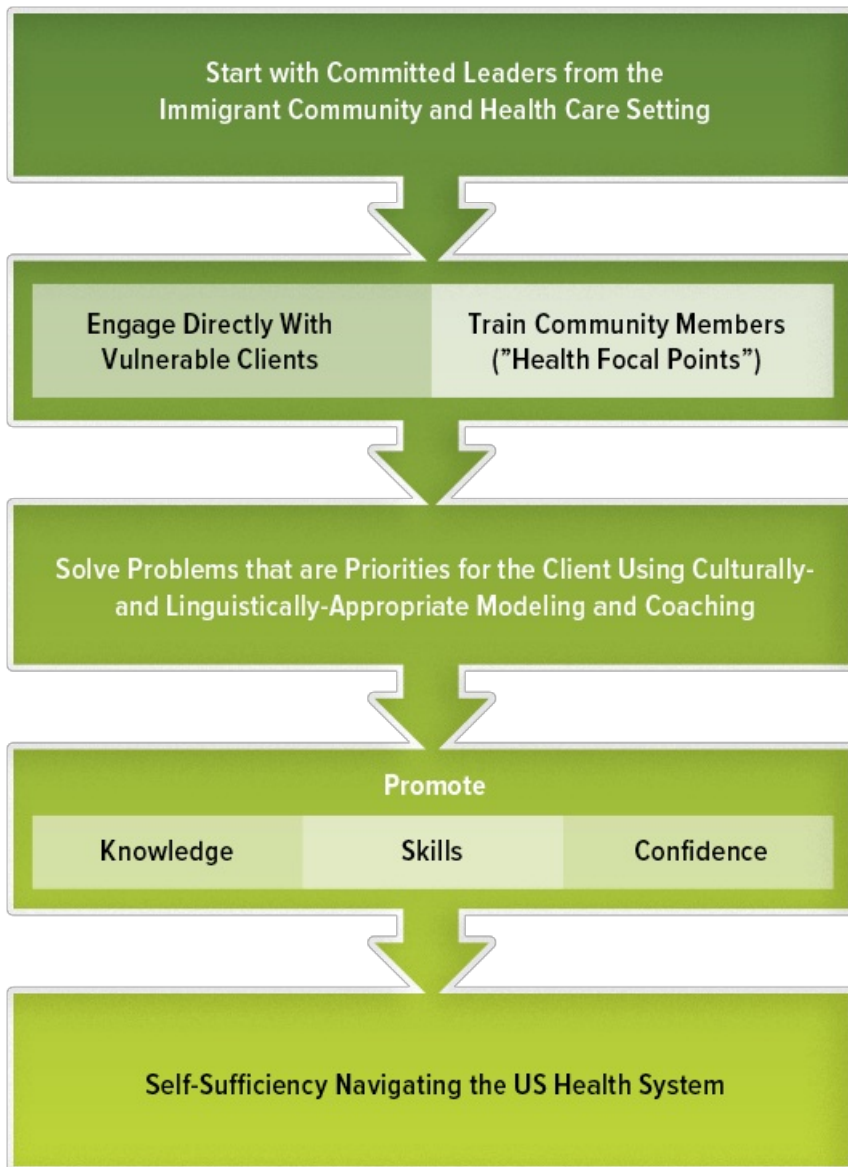 Start with Committed Leaders from the
Immigrant Community and Health Care Setting
Engage Directly With
Vulnerable Clients
Train Community Members
(”Health Focal Points”)
Solve Problems that are Priorities for the Client Using Culturally-
and Linguistically-Appropriate Modeling and Coaching
Promote
Knowledge
Skills
Confidence
Self-Sufficiency Navigating the US Health System